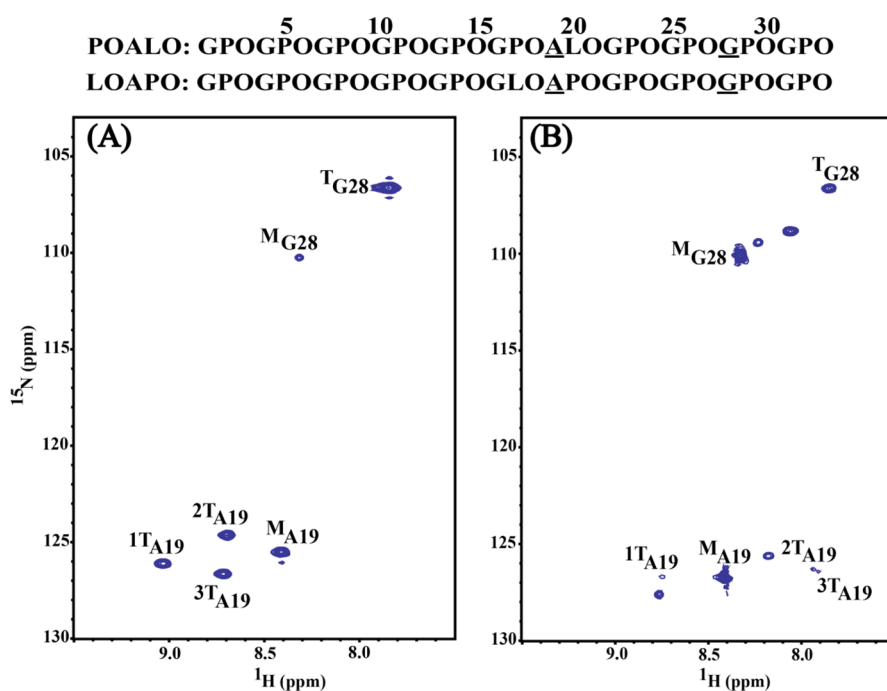 5 10 15 20 25 30
POALO: GPOGPOGPOGPOGPOGPOALOGPOGPOGPOGPO
LOAPO: GPOGPOGPOGPOGPOGLOAPOGPOGPOGPOGPO
(A)
105
110
115
120
125
130
15N (ppm)
TG28
MG28
2TA19
1TA19
MA19
3TA19
9.0 8.5 8.0
1H (ppm)
(B)
105
110
115
120
125
130
TG28
MG28
1TA19
MA19
2TA19
3TA19
9.0 8.5 8.0
1H (ppm)